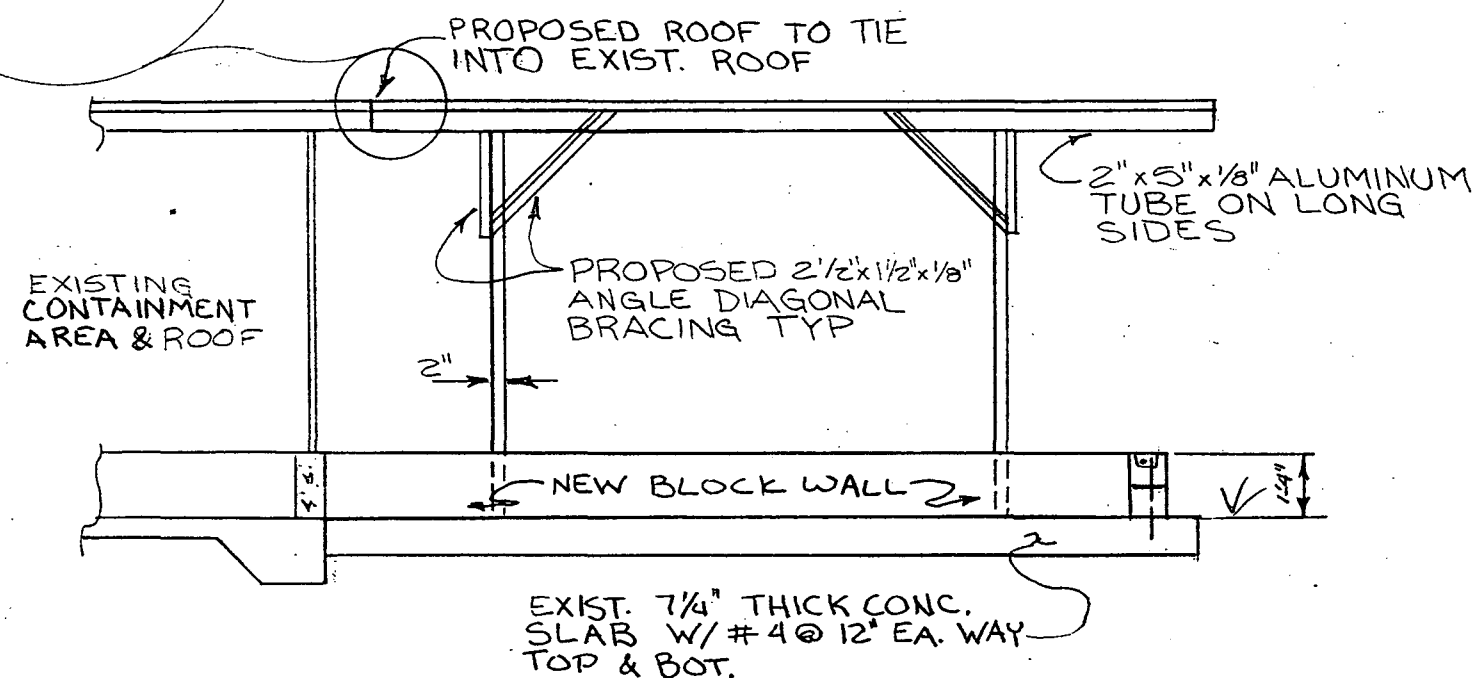 PROPOSED ROOF TO TIE
INTO EXIST. ROOF
2"x5"x1/8" ALUMINUM
TUBE ON LONG
SIDES
EXISTING
CONTAINMENT
AREA & ROOF
PROPOSED 2 1/2"x1 1/2"x1/8"
ANGLE DIAGONAL
BRACING TYP
2"
NEW BLOCK WALL
EXIST. 7 1/4" THICK CONC.
SLAB W/ #4 @ 12" EA. WAY
TOP & BOT.